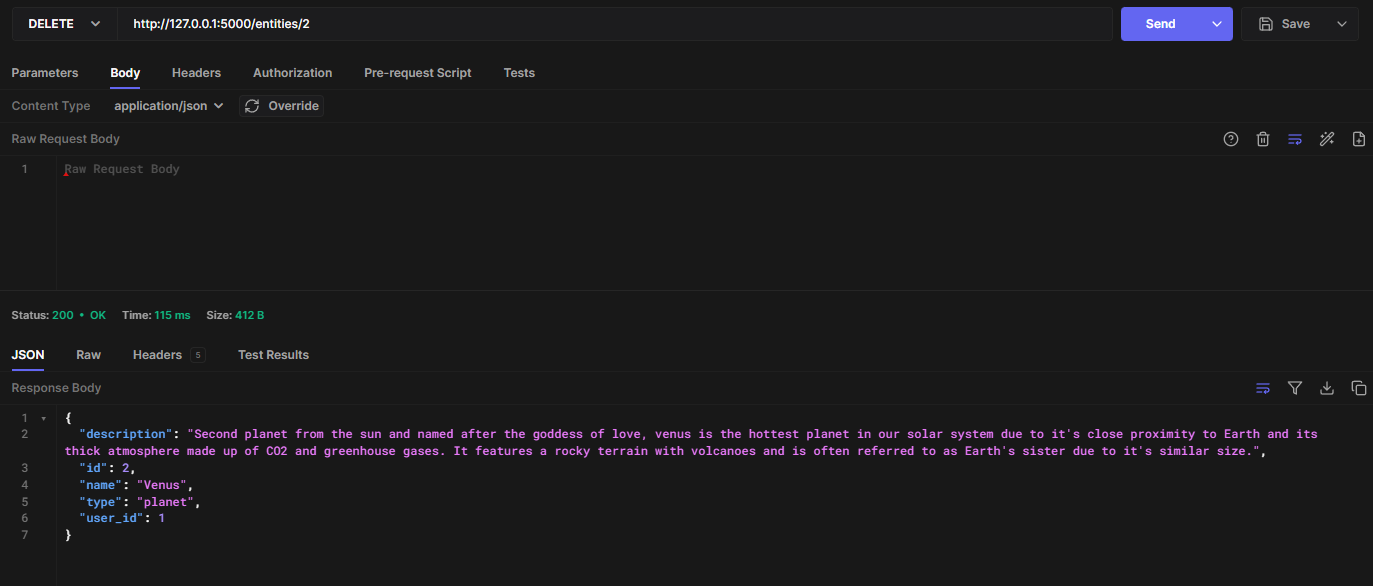 DELETE http://127.0.0.1:5000/entities/2 Send Save
Parameters Body Headers Authorization Pre-request Script Tests
Content Type application/json Override
Raw Request Body
1 Raw Request Body
Status: 200 • OK Time: 115 ms Size: 412 B
JSON Raw Headers 5 Test Results
Response Body
1 {
2 "description": "Second planet from the sun and named after the goddess of love, venus is the hottest planet in our solar system due to it's close proximity to Earth and its
thick atmosphere made up of CO2 and greenhouse gases. It features a rocky terrain with volcanoes and is often referred to as Earth's sister due to it's similar size.",
3 "id": 2,
4 "name": "Venus",
5 "type": "planet",
6 "user_id": 1
7 }